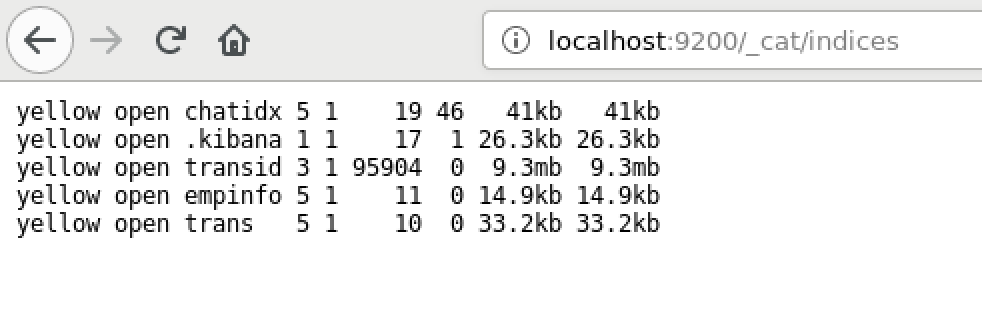 localhost:9200/_cat/indices
yellow open chatidx 5 1    19 46   41kb   41kb
yellow open .kibana 1 1    17  1 26.3kb 26.3kb
yellow open transid 3 1 95904  0  9.3mb  9.3mb
yellow open empinfo 5 1    11  0 14.9kb 14.9kb
yellow open trans   5 1    10  0 33.2kb 33.2kb